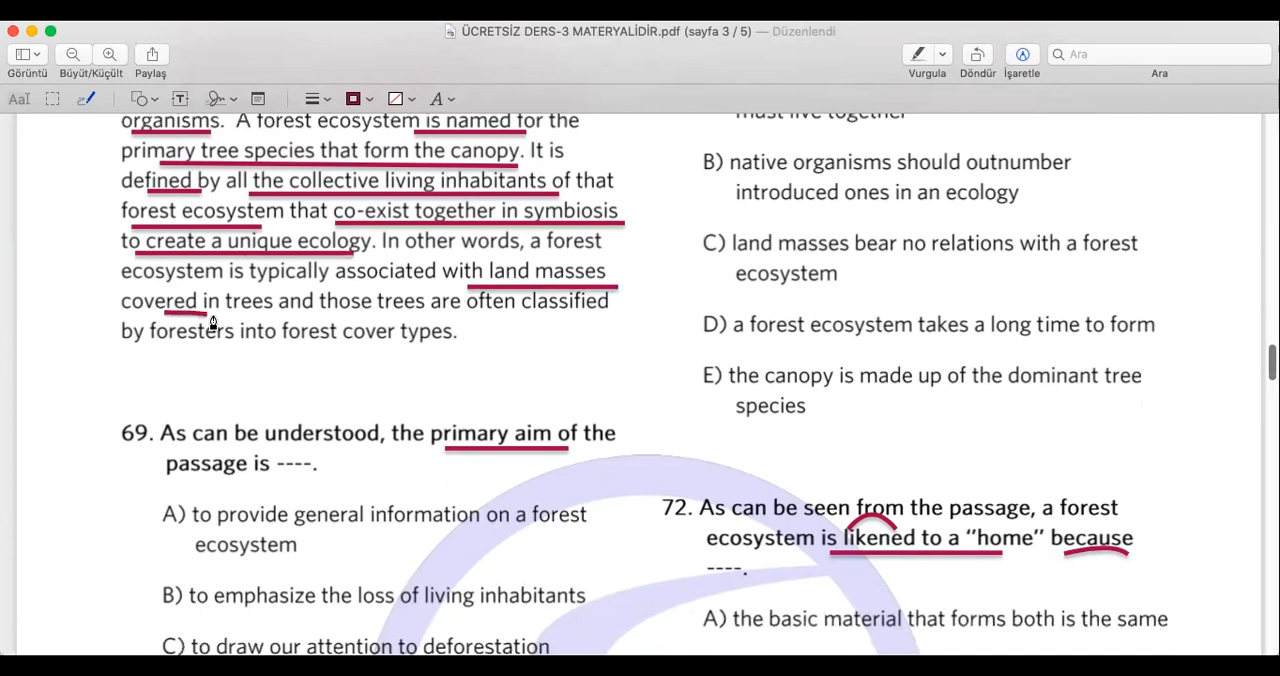 ÜCRETSİZ DERS-3 MATERYALİDİR.pdf (sayfa 3 / 5) — Düzenlendi
Ara
Görüntü Büyüt/Küçült Paylaş Vurgula Döndür İşaretle Ara
AaI T A
organisms. A forest ecosystem is named for the
primary tree species that form the canopy. It is
defined by all the collective living inhabitants of that
forest ecosystem that co-exist together in symbiosis
to create a unique ecology. In other words, a forest
ecosystem is typically associated with land masses
covered in trees and those trees are often classified
by foresters into forest cover types.
69. As can be understood, the primary aim of the
passage is ----.
A) to provide general information on a forest
ecosystem
B) to emphasize the loss of living inhabitants
C) to draw our attention to deforestation
must live together
B) native organisms should outnumber
introduced ones in an ecology
C) land masses bear no relations with a forest
ecosystem
D) a forest ecosystem takes a long time to form
E) the canopy is made up of the dominant tree
species
72. As can be seen from the passage, a forest
ecosystem is likened to a “home” because
----.
A) the basic material that forms both is the same